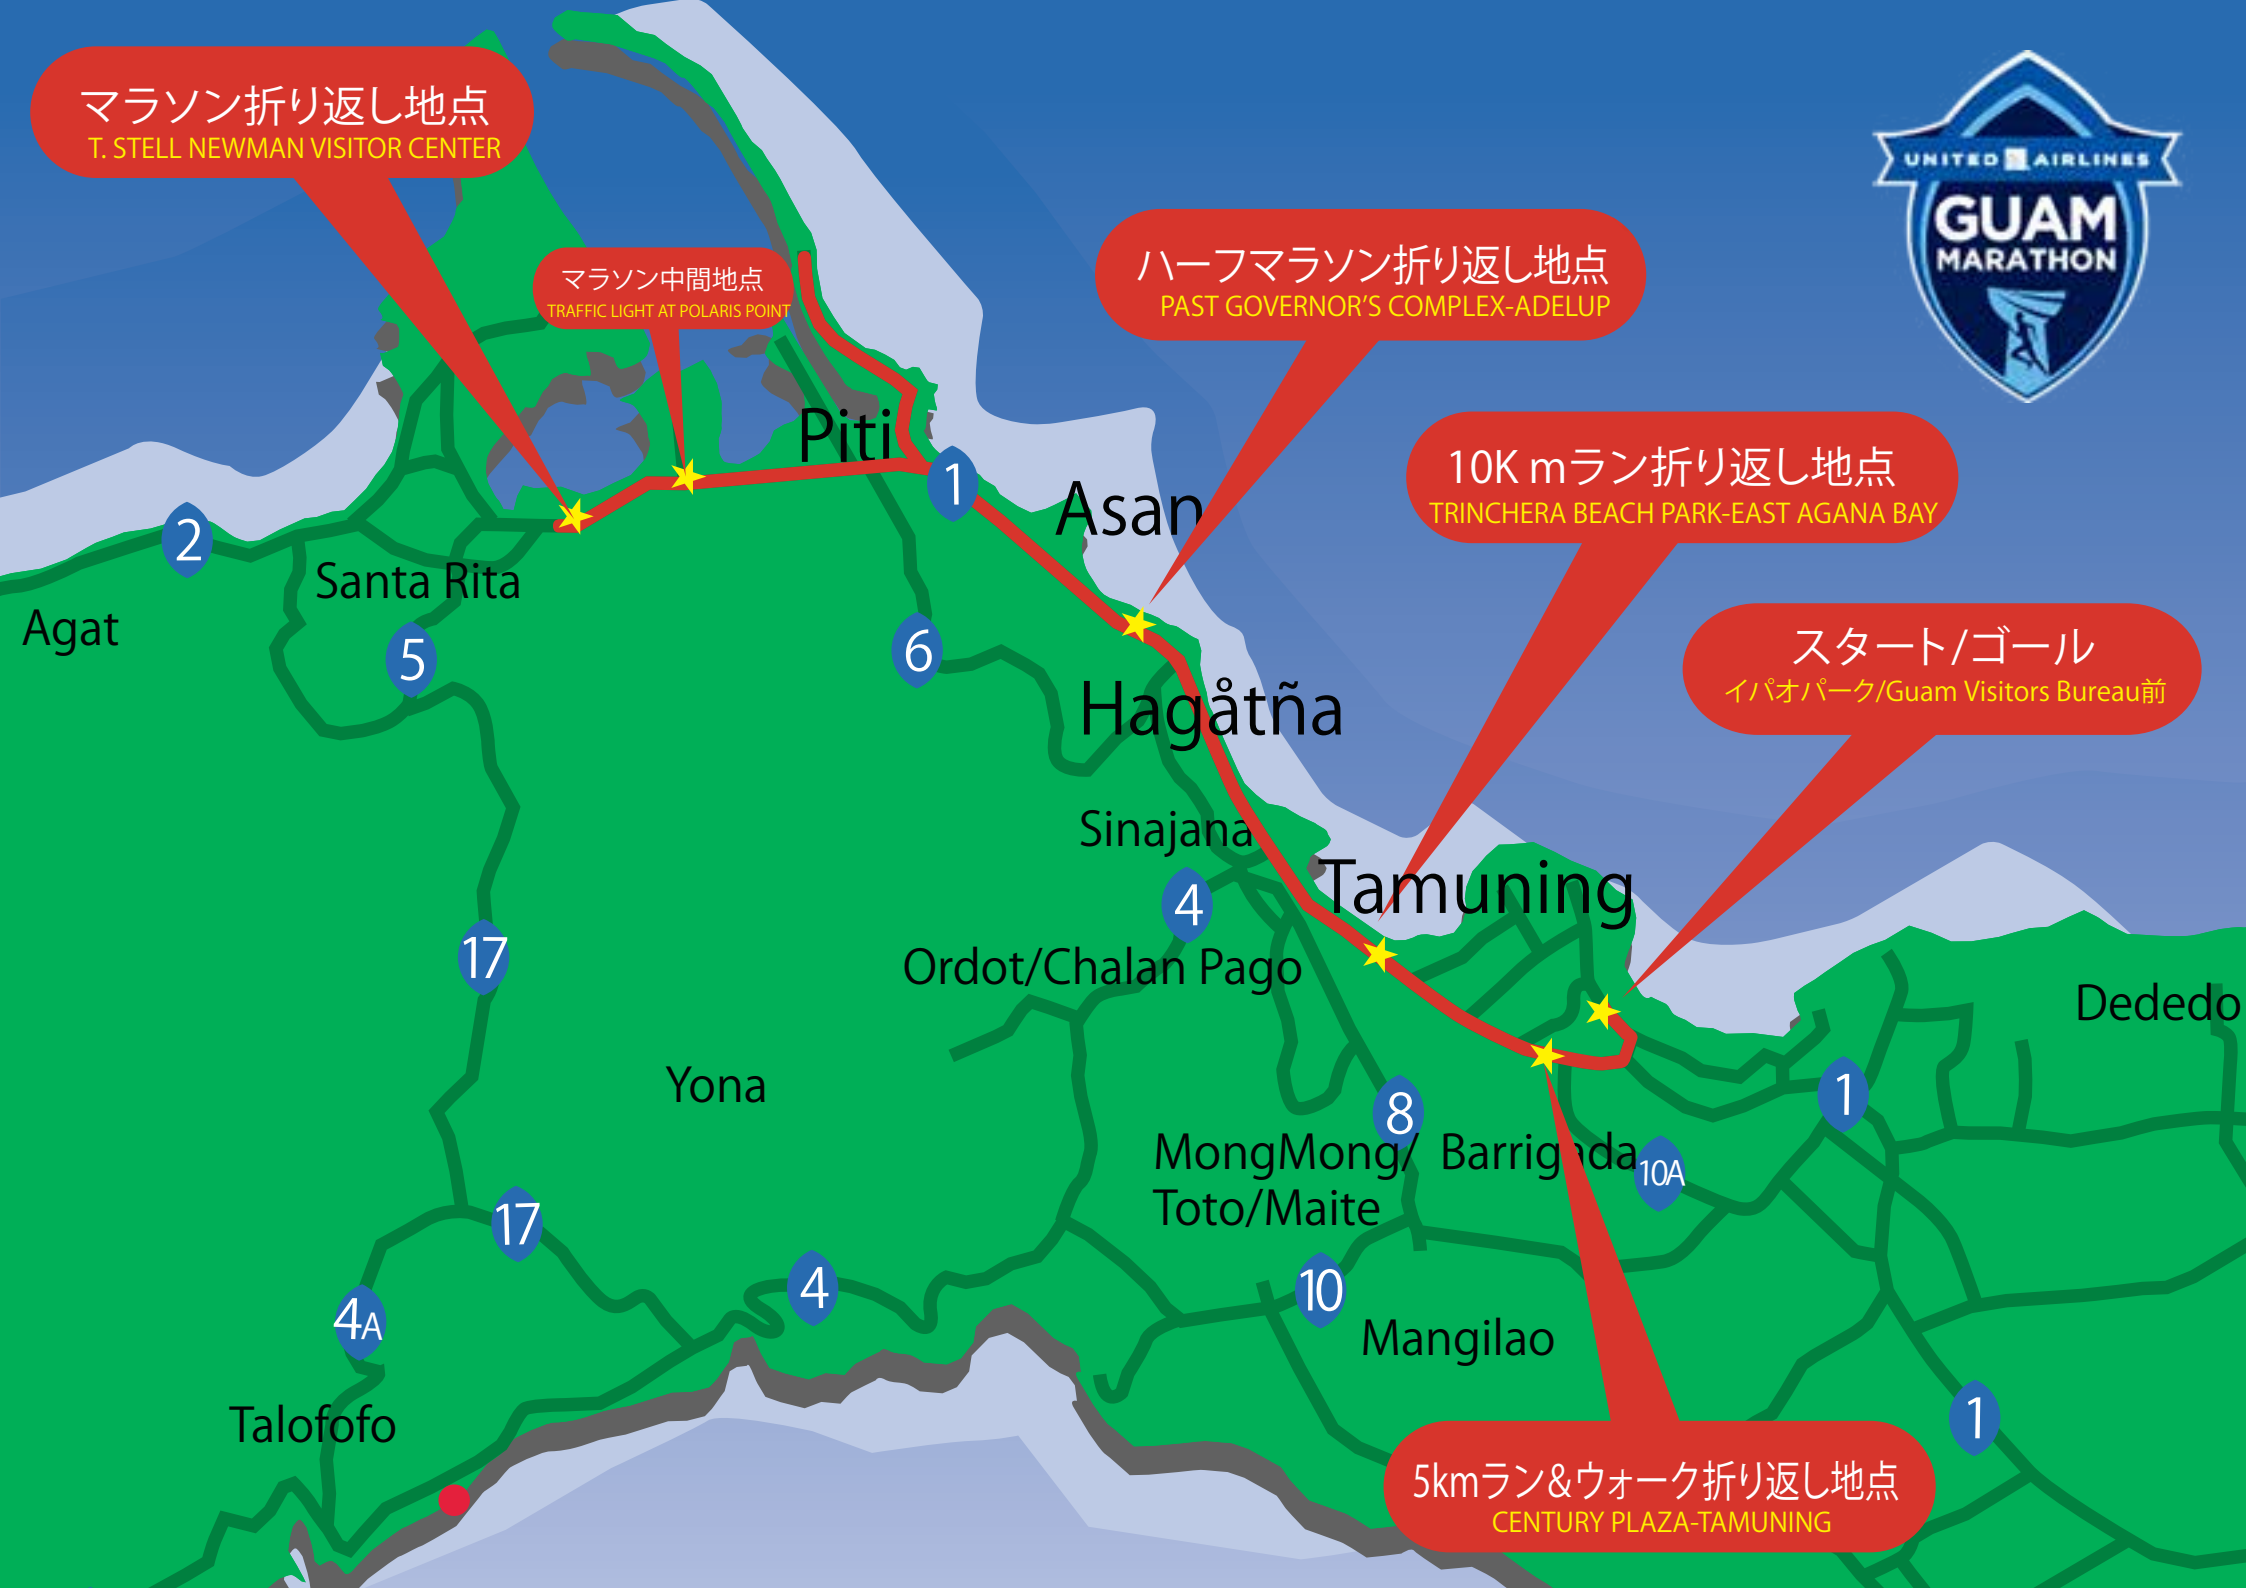 マラソン折り返し地点
T. STELL NEWMAN VISITOR CENTER
UNITED AIRLINES
GUAM
MARATHON
マラソン中間地点
TRAFFIC LIGHT AT POLARIS POINT
ハーフマラソン折り返し地点
PAST GOVERNOR'S COMPLEX-ADELUP
10K mラン折り返し地点
TRINCHERA BEACH PARK-EAST AGANA BAY
スタート/ゴール
イパオパーク/Guam Visitors Bureau前
Piti
1
Asan
2
Santa Rita
Agat
5
6
Hagåtña
Sinajana
Tamuning
4
17
Ordot/Chalan Pago
Dededo
Yona
8
1
MongMong/
Toto/Maite
Barrigada
10A
17
4
10
4A
Mangilao
Talofofo
1
5kmラン&ウォーク折り返し地点
CENTURY PLAZA-TAMUNING